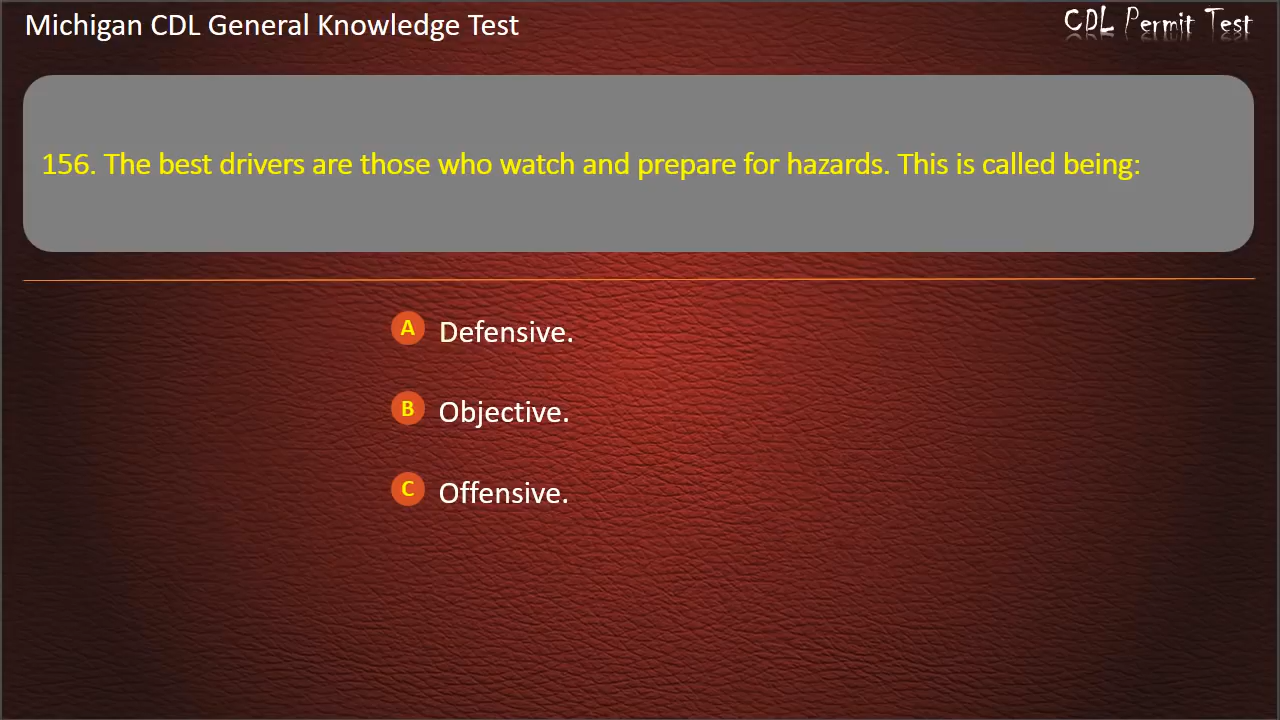 Michigan CDL General Knowledge Test
CDL Permit Test
156. The best drivers are those who watch and prepare for hazards. This is called being:
A Defensive.
B Objective.
C Offensive.